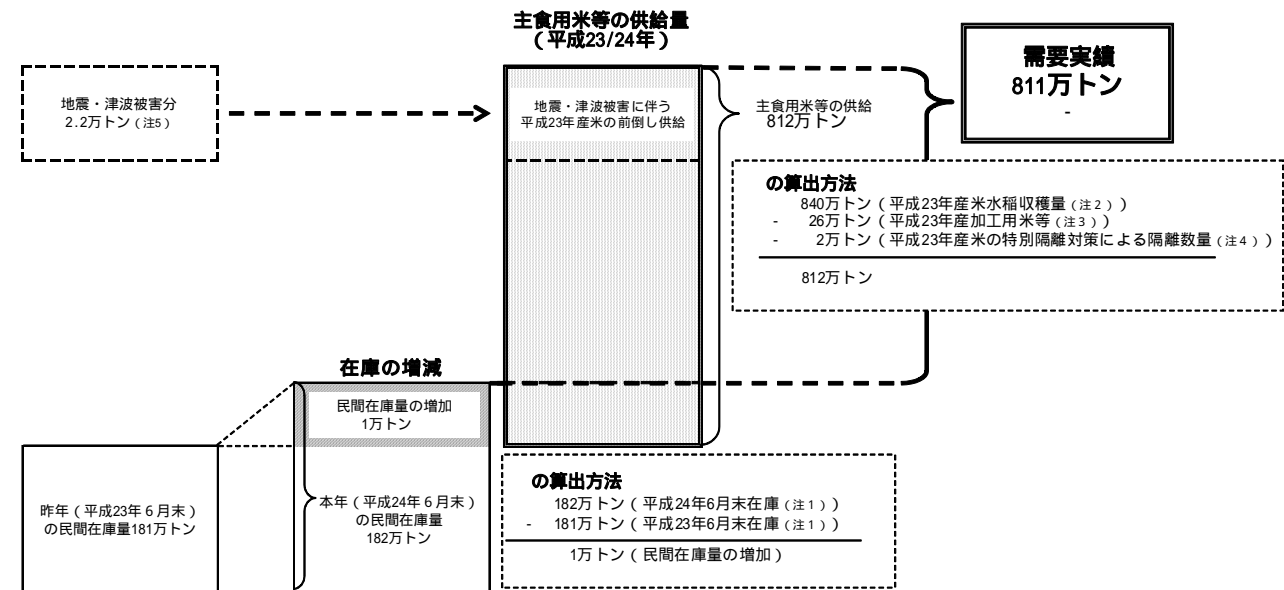 主食用米等の供給量
（平成23/24年）
需要実績
811万トン
-
地震・津波被害分
2.2万トン（注5）
地震・津波被害に伴う
平成23年産米の前倒し供給
主食用米等の供給
812万トン
の算出方法
840万トン（平成23年産米水稲収穫量（注2））
- 26万トン（平成23年産加工用米等（注3））
- 2万トン（平成23年産米の特別隔離対策による隔離数量（注4））
812万トン
在庫の増減
民間在庫量の増加
1万トン
昨年（平成23年６月末）
の民間在庫量181万トン
本年（平成24年６月末）
の民間在庫量
182万トン
の算出方法
182万トン（平成24年6月末在庫（注1））
- 181万トン（平成23年6月末在庫（注1））
1万トン（民間在庫量の増加）